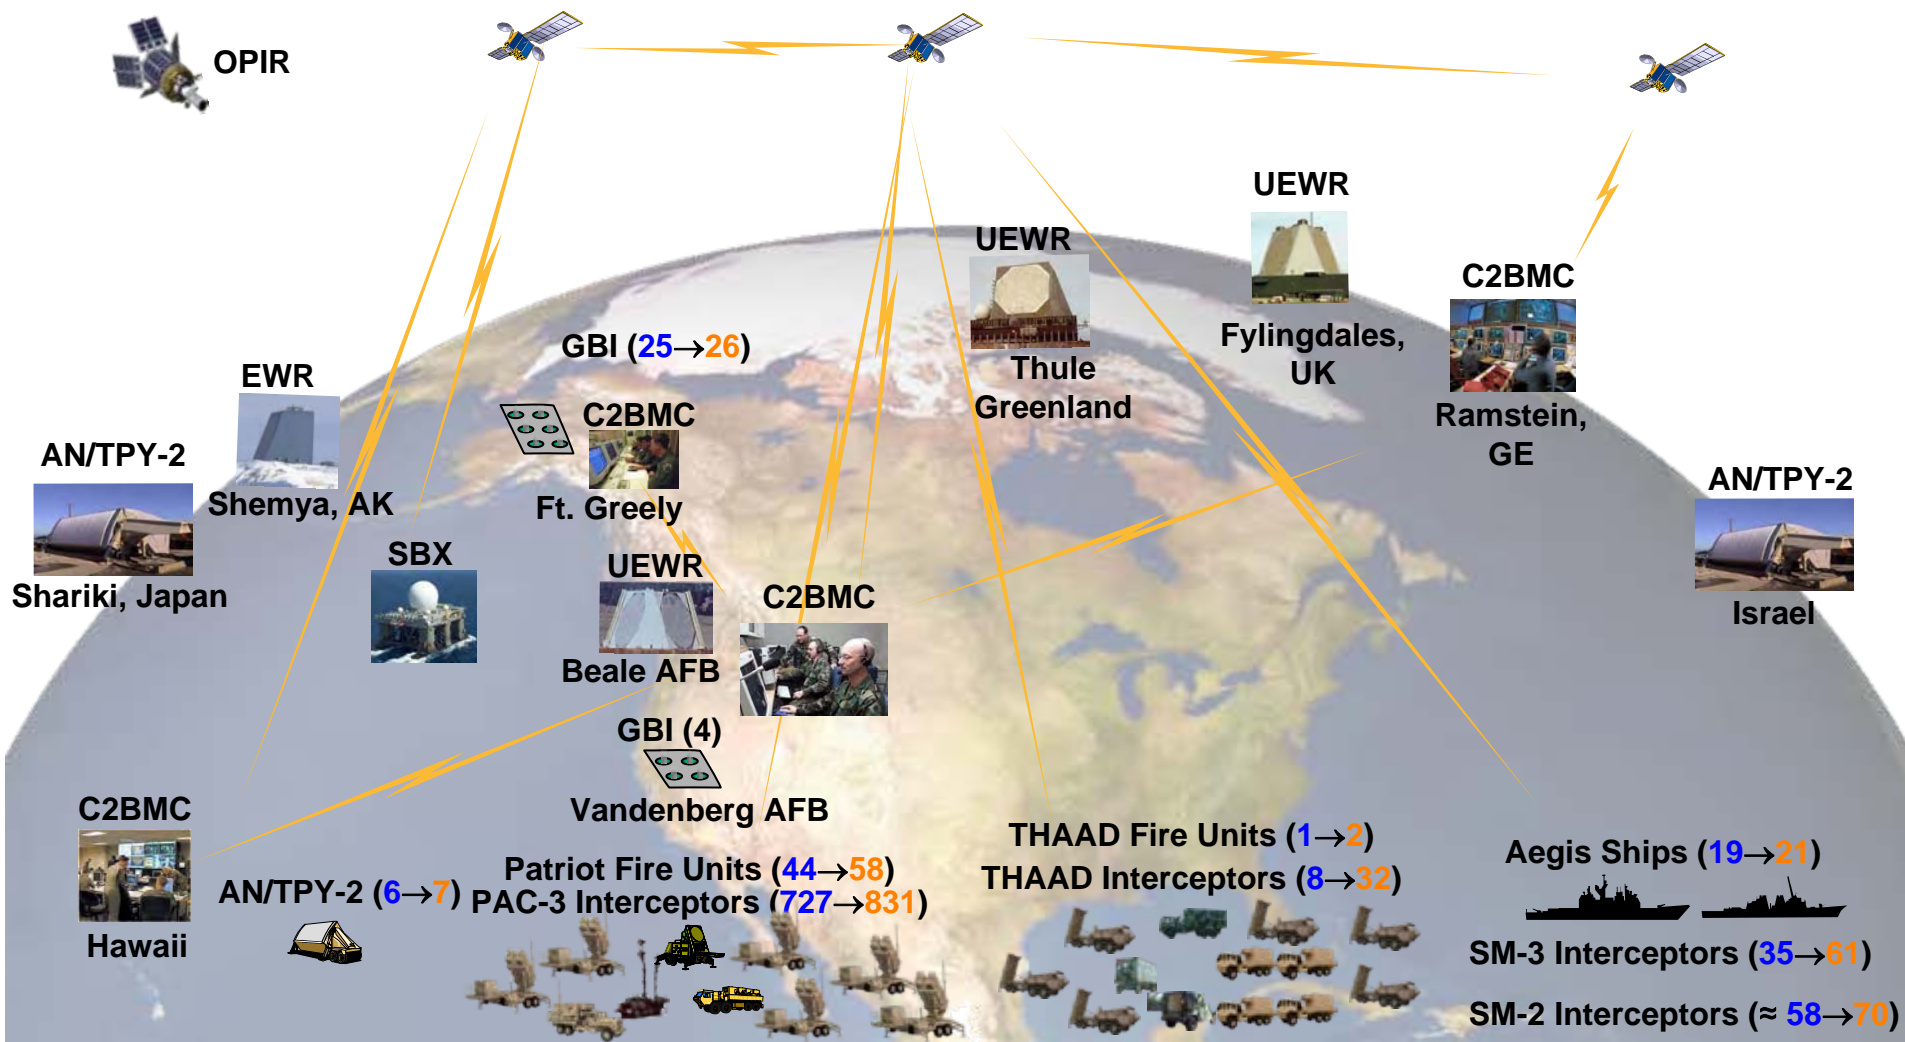 OPIR
UEWR
UEWR
C2BMC
Fylingdales,
UK
GBI (25→26)
Thule
Greenland
EWR
C2BMC
Ramstein,
GE
AN/TPY-2
Shemya, AK
Ft. Greely
AN/TPY-2
SBX
UEWR
C2BMC
Shariki, Japan
Israel
Beale AFB
GBI (4)
Vandenberg AFB
C2BMC
Hawaii
AN/TPY-2 (6→7)
Patriot Fire Units (44→58)
PAC-3 Interceptors (727→831)
THAAD Fire Units (1→2)
THAAD Interceptors (8→32)
Aegis Ships (19→21)
SM-3 Interceptors (35→61)
SM-2 Interceptors (≈ 58→70)